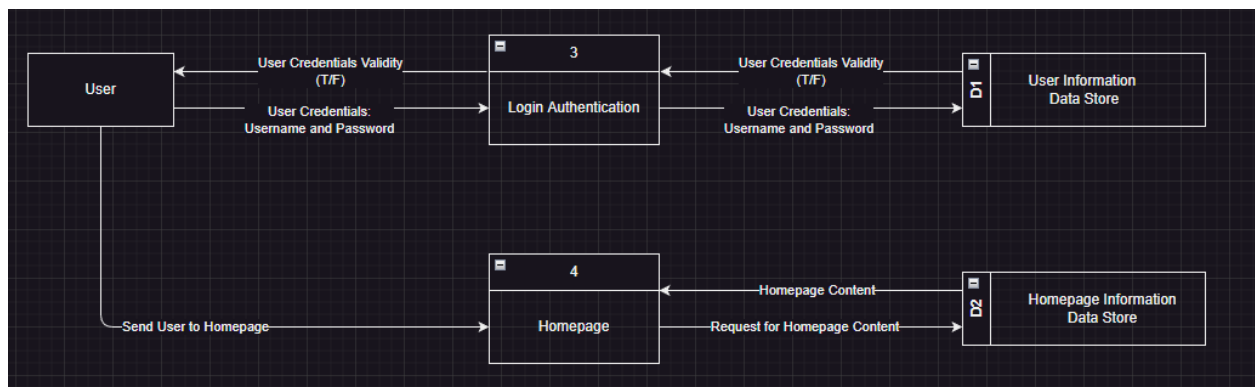 User
User Credentials Validity
(T/F)
User Credentials:
Username and Password
3
Login Authentication
User Credentials Validity
(T/F)
User Credentials:
Username and Password
D1
User Information
Data Store
Send User to Homepage
4
Homepage
Homepage Content
Request for Homepage Content
D2
Homepage Information
Data Store